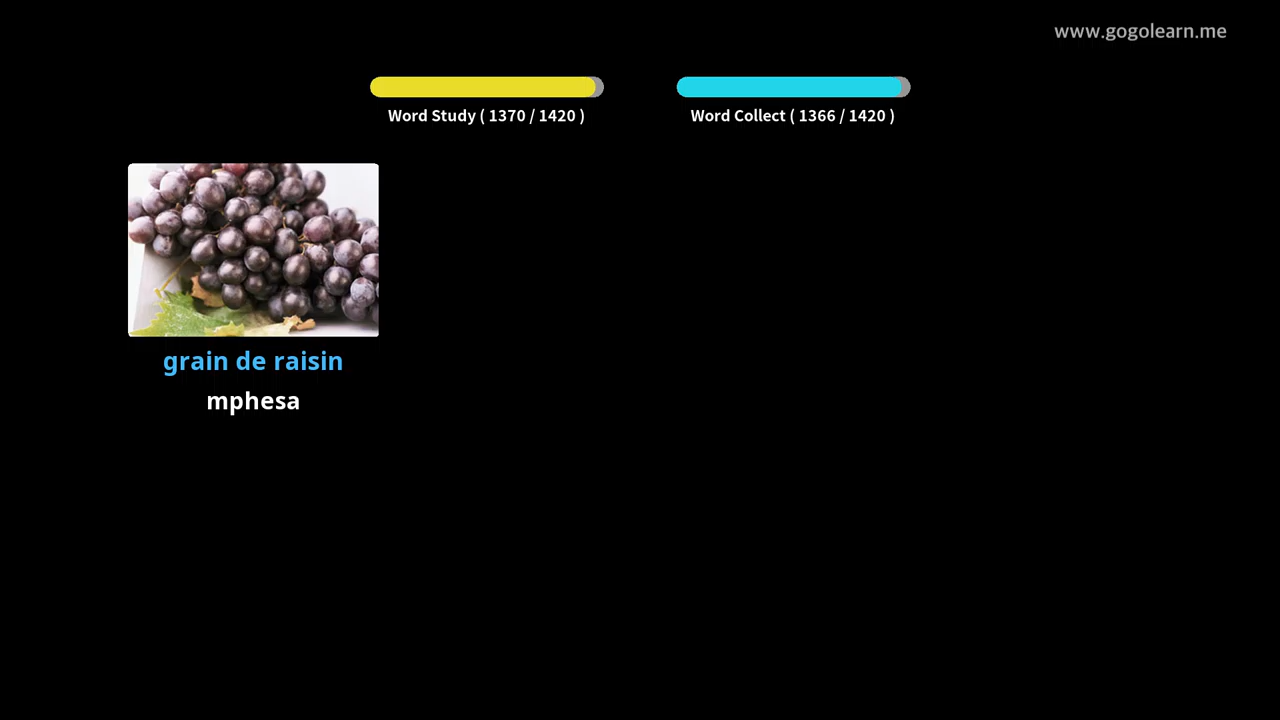 www.gogolearn.me
Word Study ( 1370 / 1420 )
Word Collect ( 1366 / 1420 )
grain de raisin
mphesa